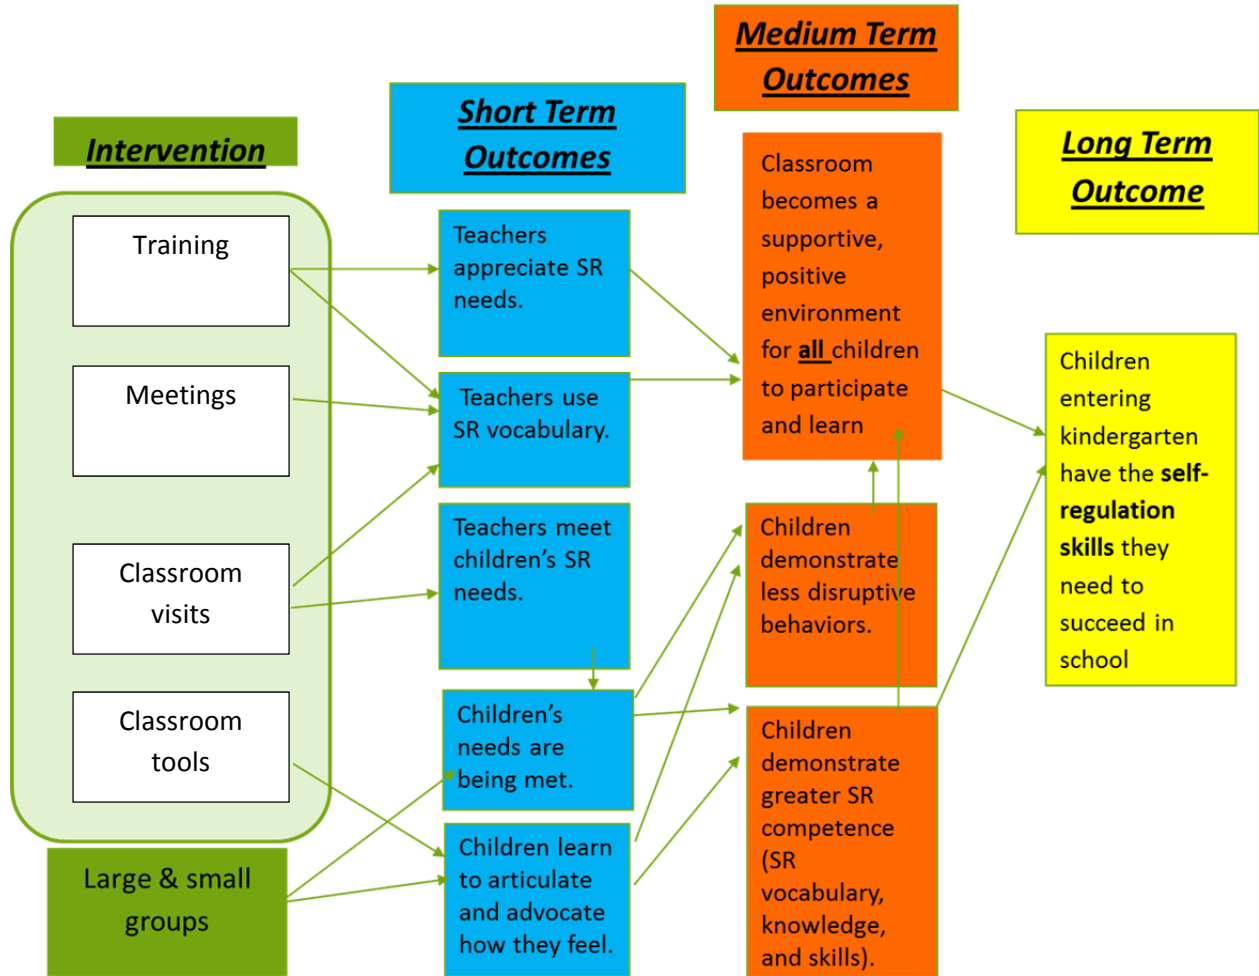 Intervention
Training
Meetings
Classroom
visits
Classroom
tools
Large & small
groups
Short Term
Outcomes
Teachers
appreciate SR
needs.
Teachers use
SR vocabulary.
Teachers meet
children’s SR
needs.
Children’s
needs are
being met.
Children learn
to articulate
and advocate
how they feel.
Medium Term
Outcomes
Classroom
becomes a
supportive,
positive
environment
for all children
to participate
and learn
Children
demonstrate
less disruptive
behaviors.
Children
demonstrate
greater SR
competence
(SR
vocabulary,
knowledge,
and skills).
Long Term
Outcome
Children
entering
kindergarten
have the self-
regulation
skills they
need to
succeed in
school